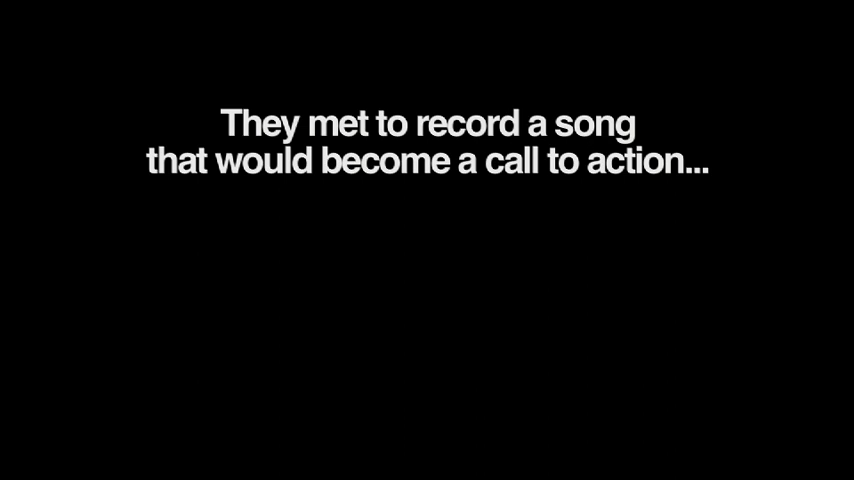 They met to record a song
that would become a call to action...